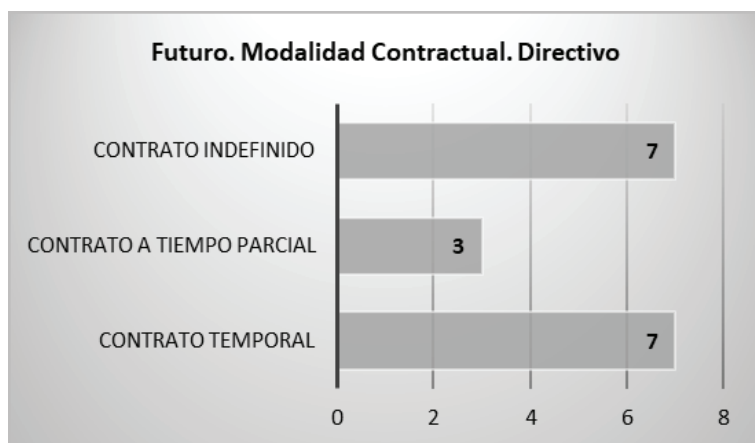 Futuro. Modalidad Contractual. Directivo
CONTRATO INDEFINIDO
7
CONTRATO A TIEMPO PARCIAL
3
CONTRATO TEMPORAL
7
0 2 4 6 8